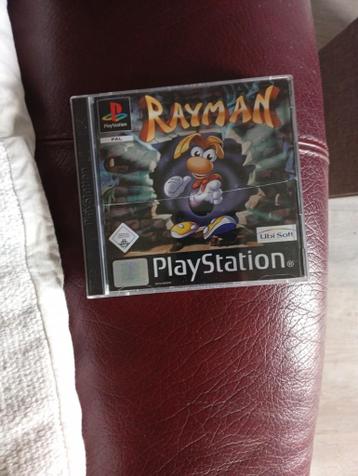 PlayStation
PAL
RAYMAN
Ubi Soft
PlayStation®